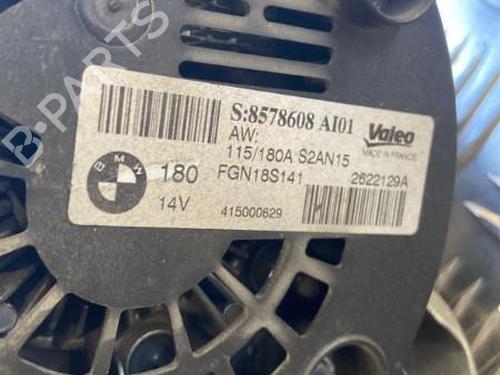 B-PARTS
S:8578608 AI01
AW:
Valeo
MADE IN FRANCE
115/180A S2AN15
BMW
180
FGN18S141
2622129A
14V
415000629